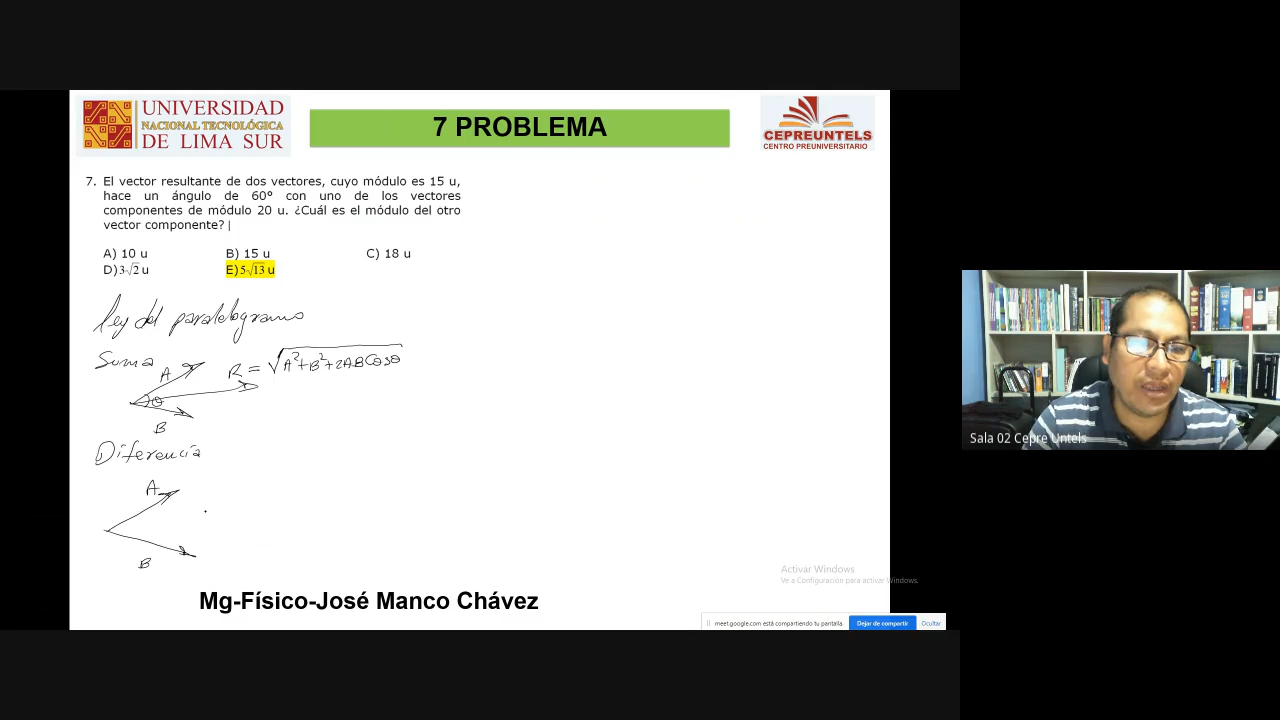 UNIVERSIDAD
NACIONAL TECNOLÓGICA
DE LIMA SUR
7 PROBLEMA
CEPREUNTELS
CENTRO PREUNIVERSITARIO
7. El vector resultante de dos vectores, cuyo módulo es 15 u,
hace un ángulo de 60° con uno de los vectores
componentes de módulo 20 u. ¿Cuál es el módulo del otro
vector componente?
A) 10 u B) 15 u C) 18 u
D) 3√2 u E) 5√13 u
Ley del paralelogramo
Suma
R = √A²+B²+2ABCosθ
A
θ
B
Diferencia
A
B
Sala 02 Cepre Untels
Activar Windows
Ve a Configuración para activar Windows.
Mg-Físico-José Manco Chávez
meet.google.com está compartiendo tu pantalla.
Dejar de compartir
Ocultar